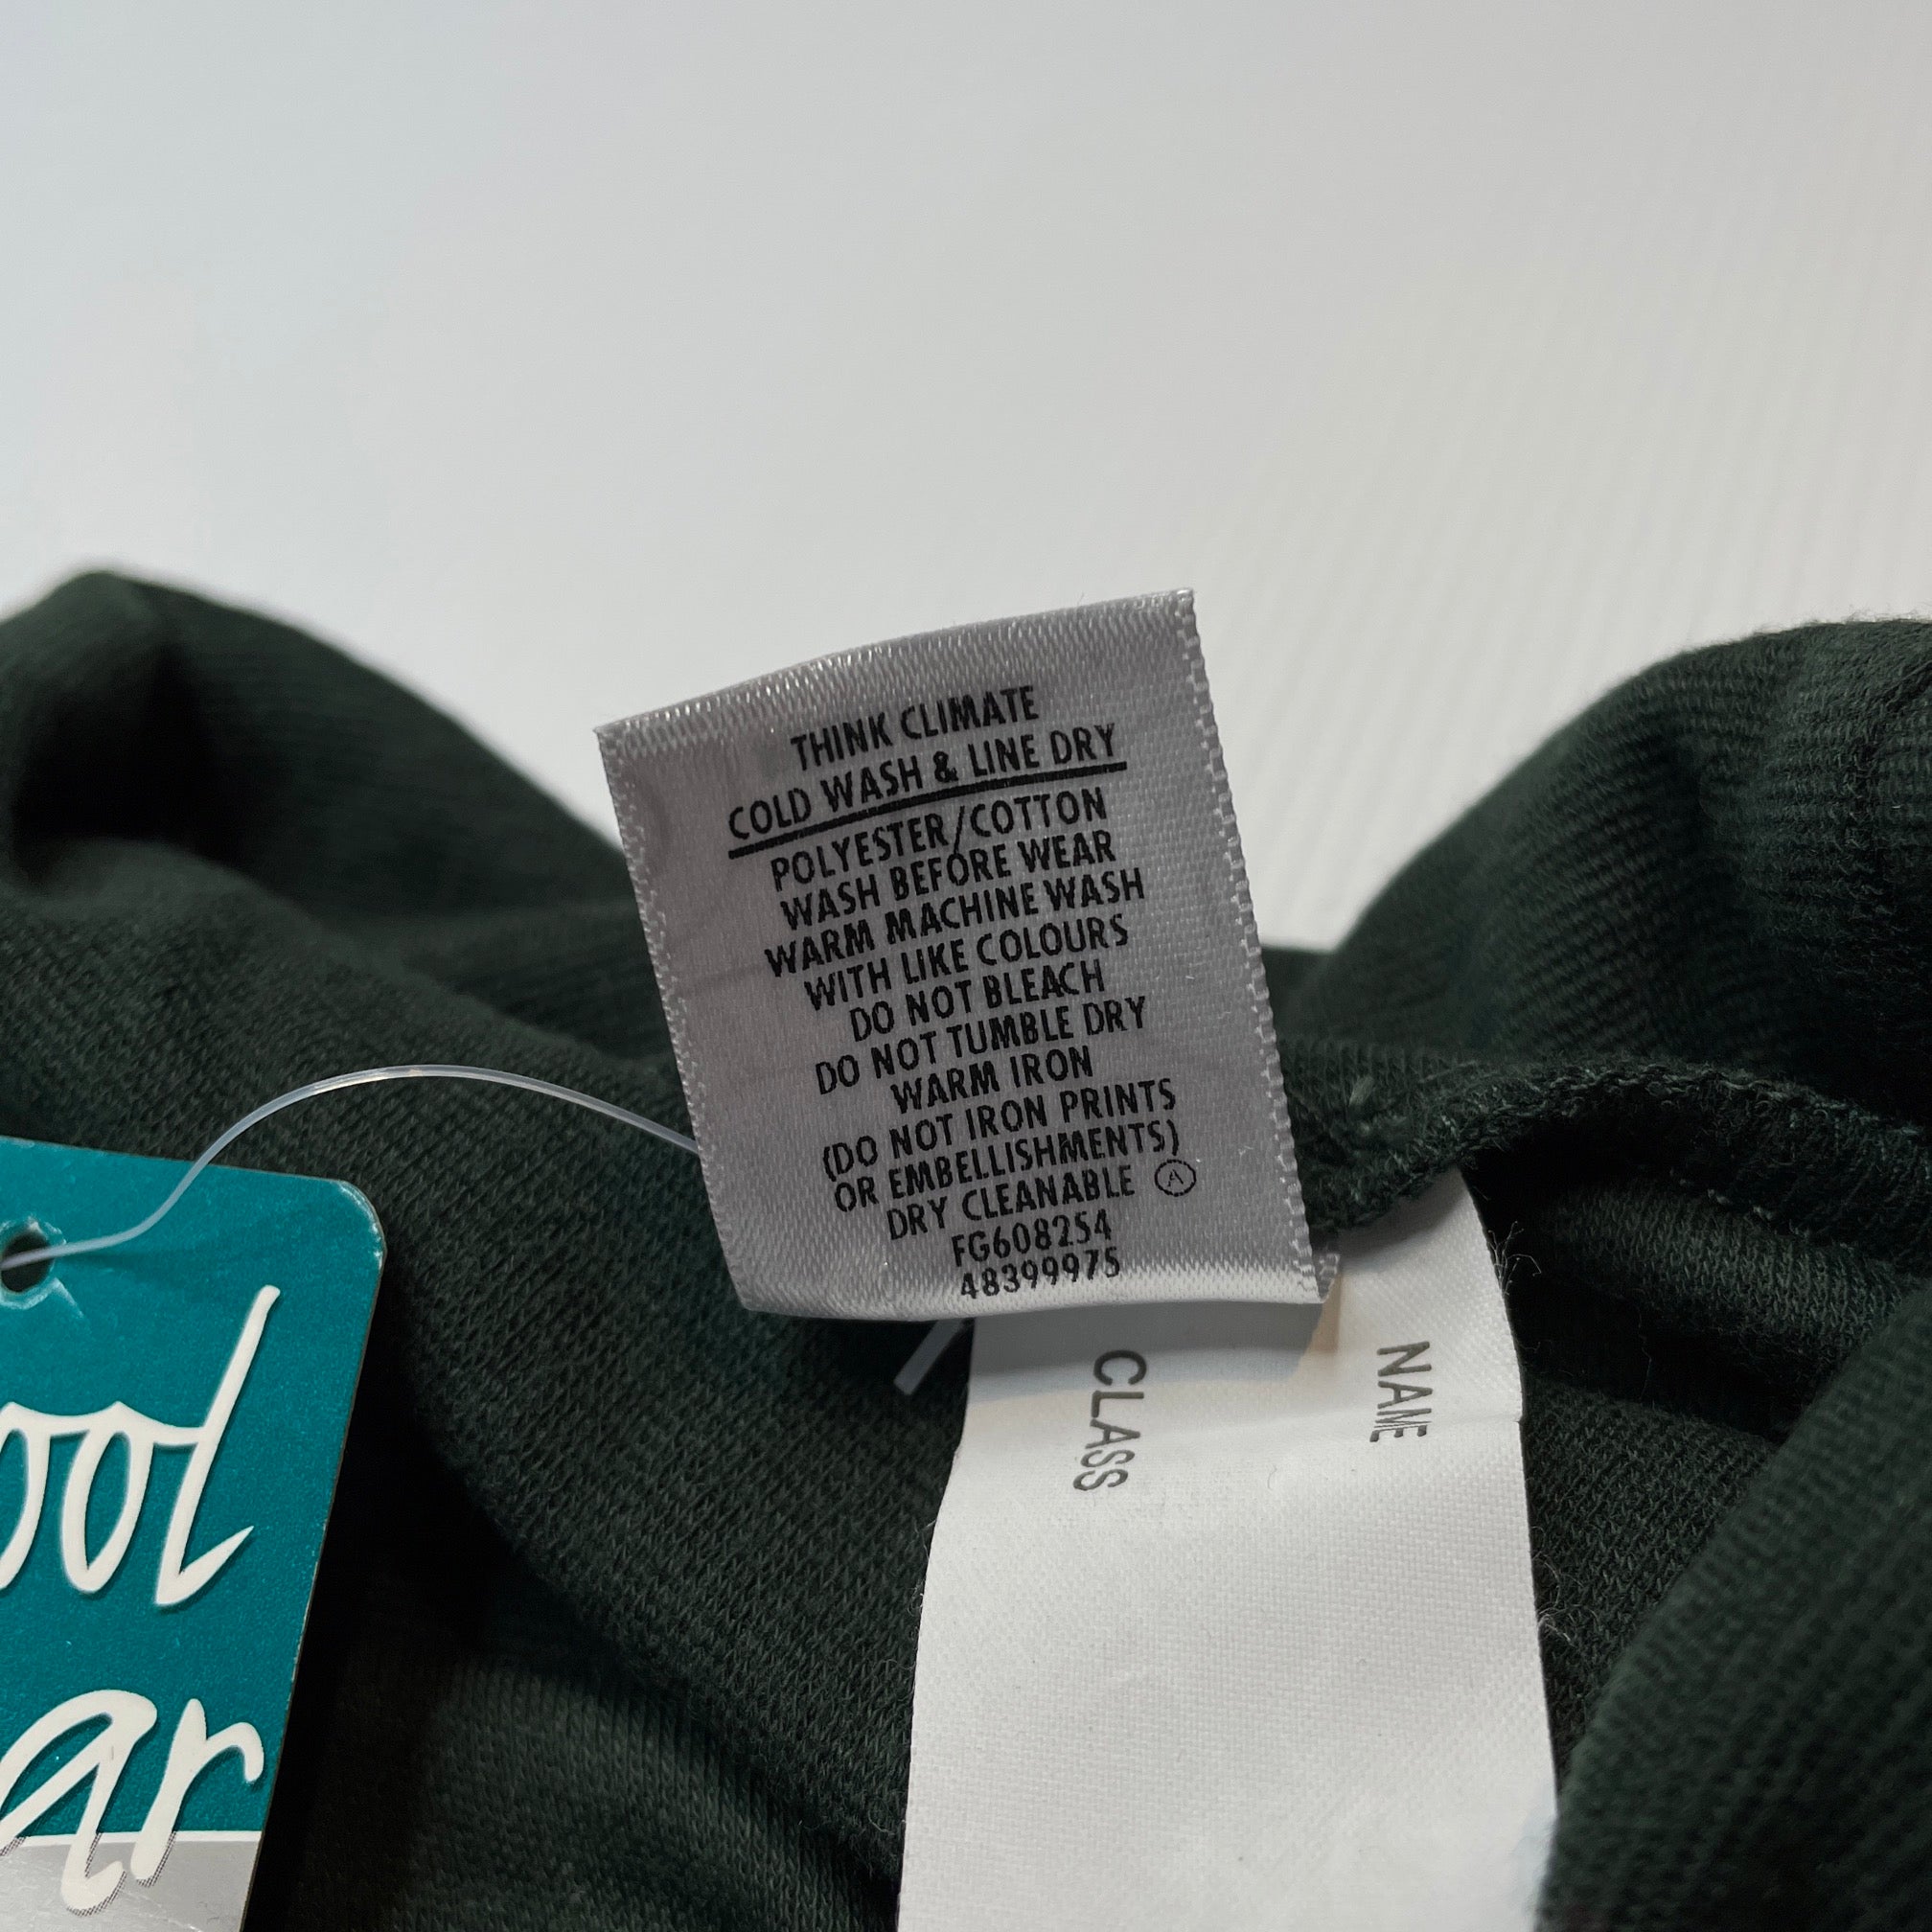 THINK CLIMATE
COLD WASH & LINE DRY
POLYESTER/COTTON
WASH BEFORE WEAR
WARM MACHINE WASH
WITH LIKE COLOURS
DO NOT BLEACH
DO NOT TUMBLE DRY
WARM IRON
(DO NOT IRON PRINTS
OR EMBELLISHMENTS)
DRY CLEANABLE Ⓐ
FG608254
48399975
NAME
CLASS
ool
ar